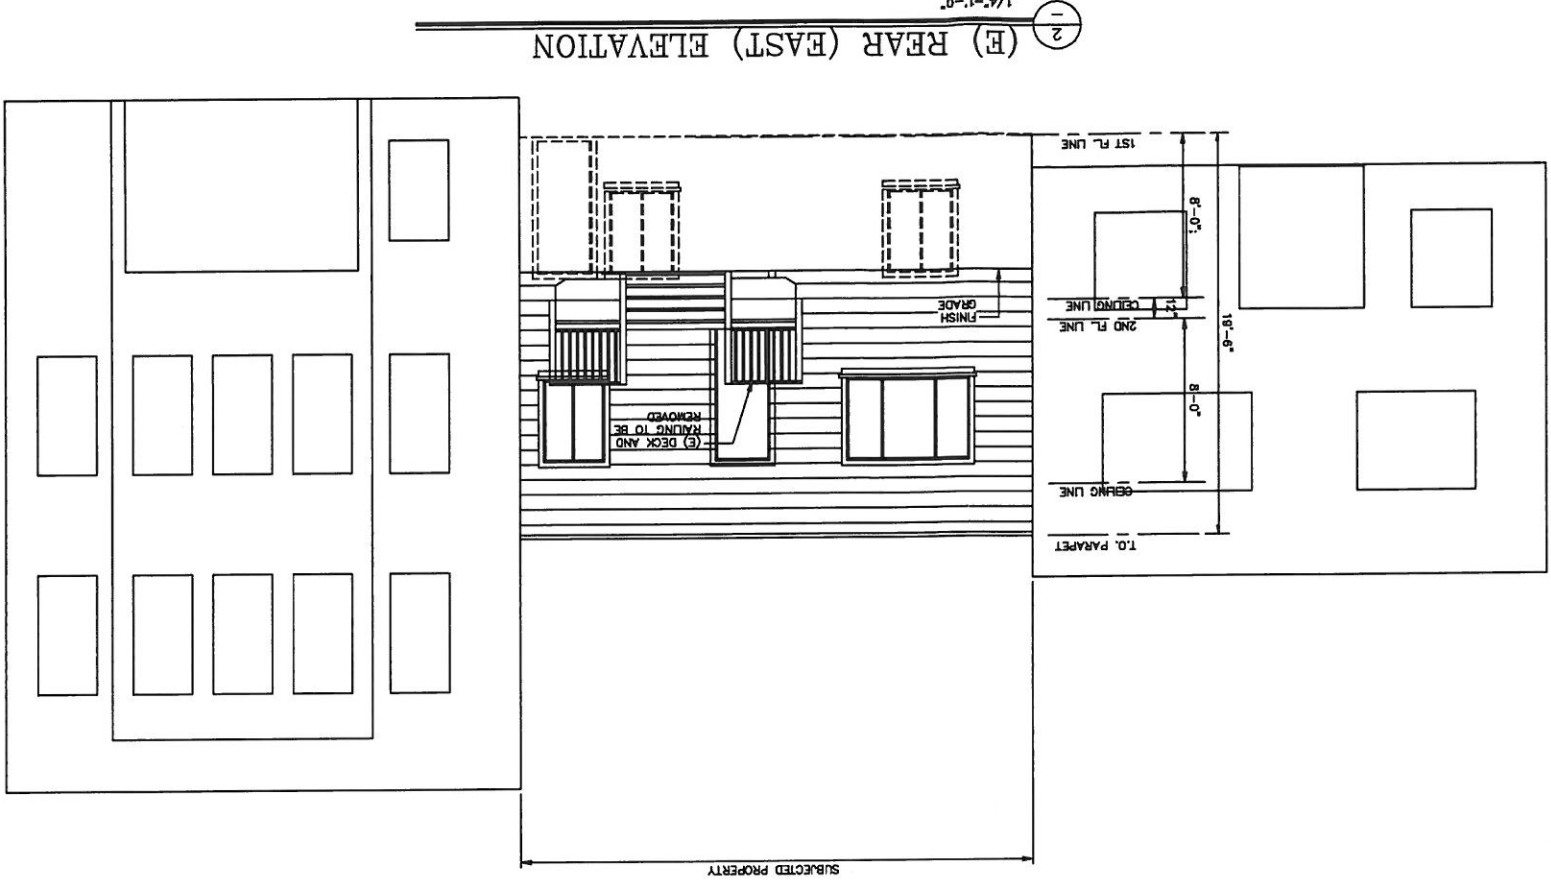 SUBJECTED PROPERTY
T.O. PARAPET
CEILING LINE
8'-0"
19'-6"
(E) DECK AND
RAILING TO BE
REMOVED
2ND FL. LINE
12"
CEILING LINE
FINISH
GRADE
8'-0"
1ST FL. LINE
2
(E) REAR (EAST) ELEVATION
1/4"=1'-0"